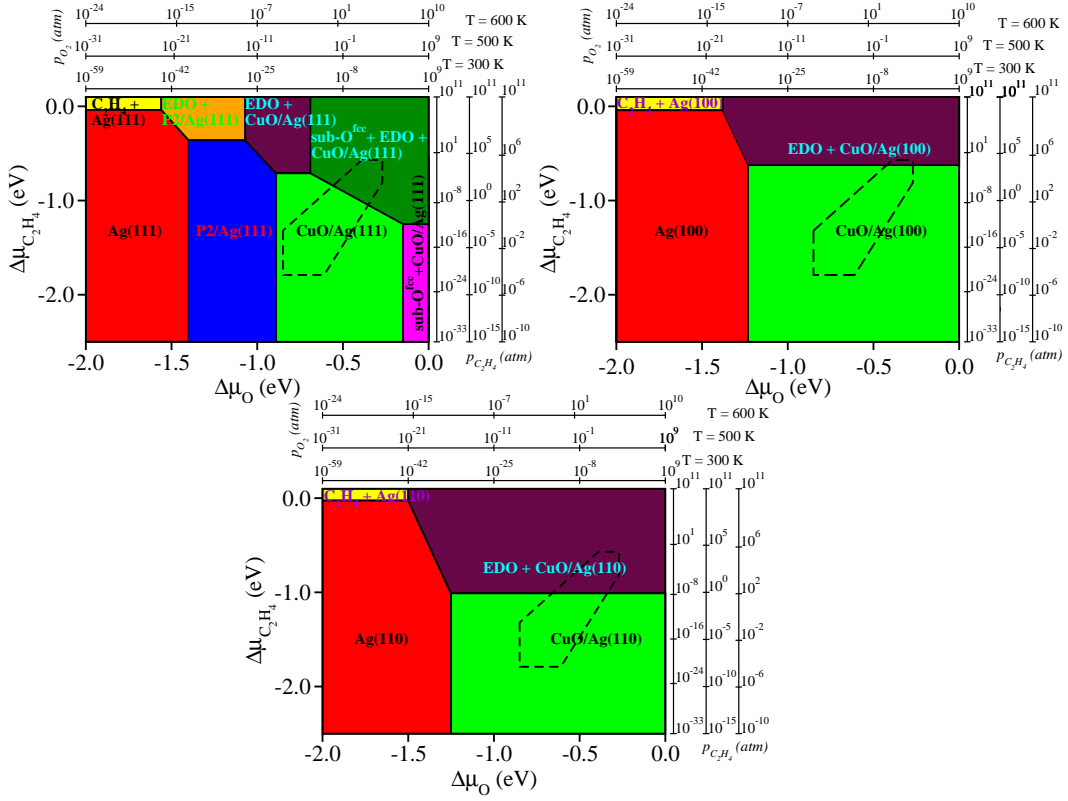 10^-24 10^-15 10^-7 10^1 10^10
T = 600 K
p_O2 (atm)
10^-31 10^-21 10^-11 10^-1 10^9
T = 500 K
T = 300 K
10^-59 10^-42 10^-25 10^-8 10^9 10^11 10^11 10^11
0.0
-1.0
-2.0
Δμ_C2H4 (eV)
C2H4 +
Ag(111)
EDO +
P2/Ag(111)
EDO +
CuO/Ag(111)
sub-O^fcc + EDO +
CuO/Ag(111)
Ag(111)
P2/Ag(111)
CuO/Ag(111)
sub-O^fcc+CuO/Ag(111)
10^1 10^5 10^6
10^-8 10^0 10^2
10^-16 10^-5 10^-2
10^-24 10^-10 10^-6
10^-33 10^-15 10^-10
-2.0 -1.5 -1.0 -0.5 0.0
p_C2H4 (atm)
Δμ_O (eV)
10^-24 10^-15 10^-7 10^1 10^10
T = 600 K
p_O2 (atm)
10^-31 10^-21 10^-11 10^-1 10^9
T = 500 K
T = 300 K
10^-59 10^-42 10^-25 10^-8 10^9 10^11 10^11 10^11
0.0
-1.0
-2.0
Δμ_C2H4 (eV)
C2H4 + Ag(100)
EDO + CuO/Ag(100)
Ag(100)
CuO/Ag(100)
10^1 10^5 10^6
10^-8 10^0 10^2
10^-16 10^-5 10^-2
10^-24 10^-10 10^-6
10^-33 10^-15 10^-10
-2.0 -1.5 -1.0 -0.5 0.0
p_C2H4 (atm)
Δμ_O (eV)
10^-24 10^-15 10^-7 10^1 10^10
T = 600 K
p_O2 (atm)
10^-31 10^-21 10^-11 10^-1 10^9
T = 500 K
T = 300 K
10^-59 10^-42 10^-25 10^-8 10^9 10^11 10^11 10^11
0.0
-1.0
-2.0
Δμ_C2H4 (eV)
C2H4 + Ag(110)
EDO + CuO/Ag(110)
Ag(110)
CuO/Ag(110)
10^1 10^5 10^6
10^-8 10^0 10^2
10^-16 10^-5 10^-2
10^-24 10^-10 10^-6
10^-33 10^-15 10^-10
-2.0 -1.5 -1.0 -0.5 0.0
p_C2H4 (atm)
Δμ_O (eV)